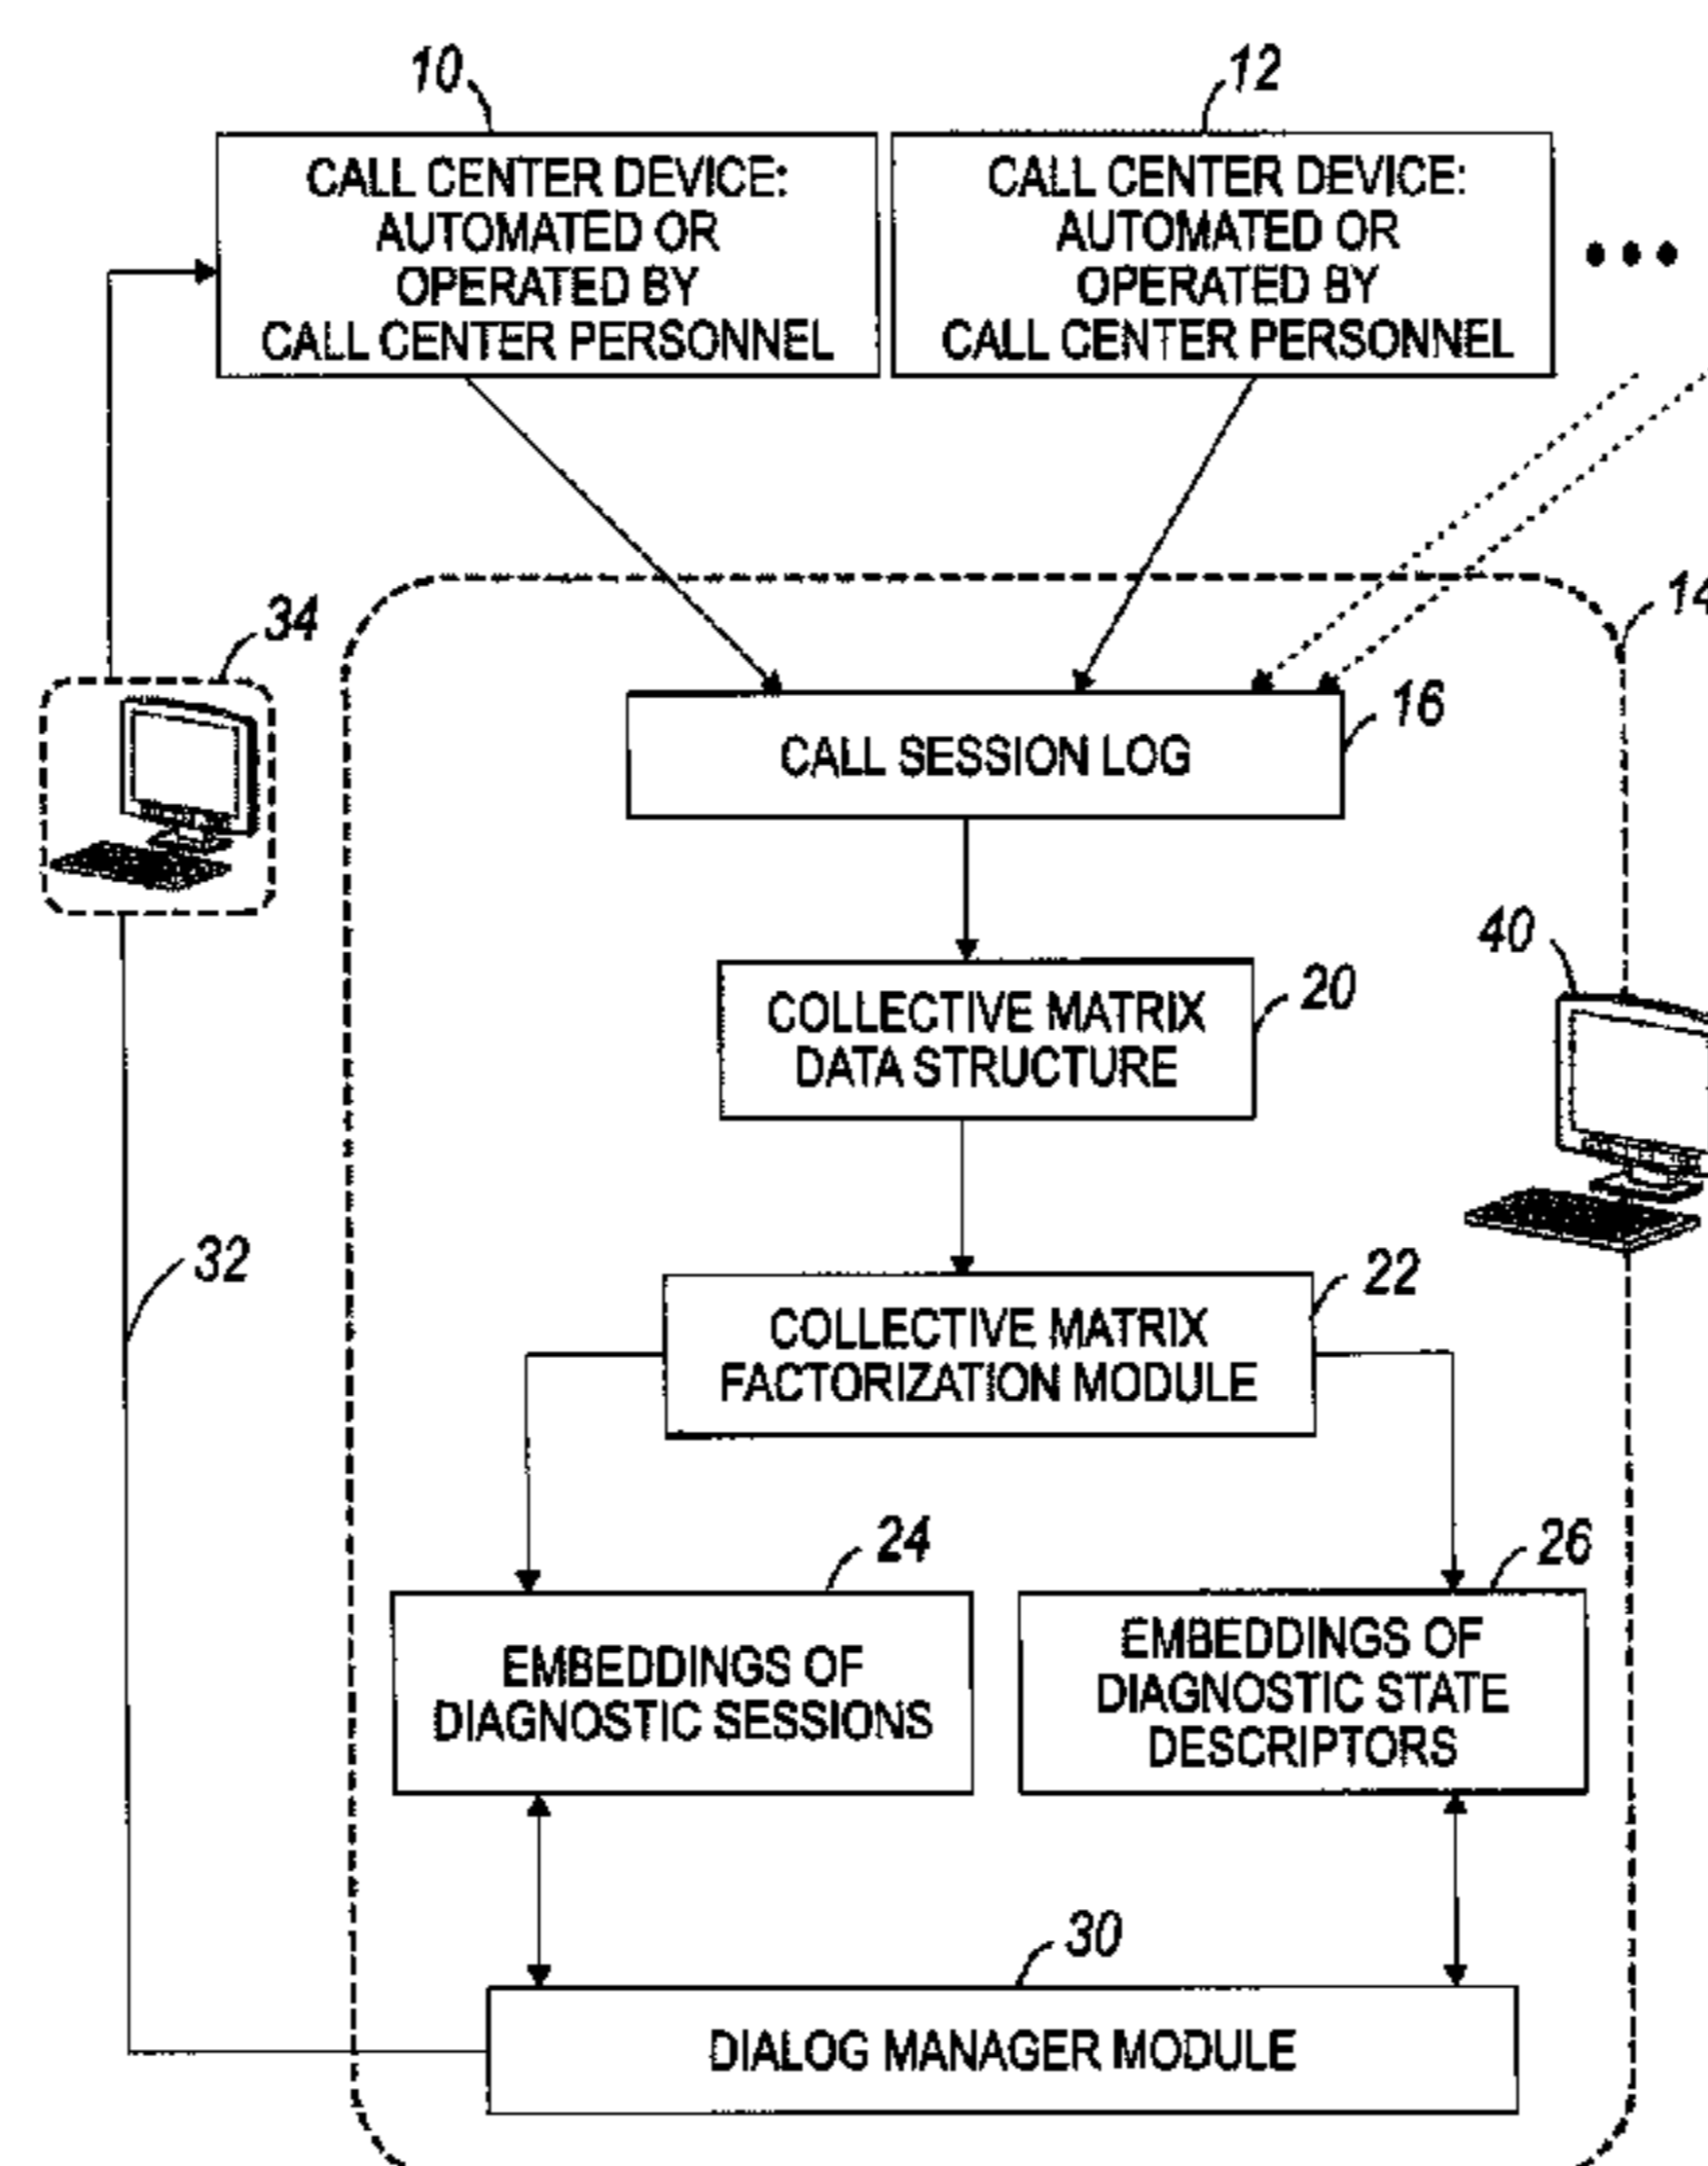 10
12
CALL CENTER DEVICE:
AUTOMATED OR
OPERATED BY
CALL CENTER PERSONNEL
CALL CENTER DEVICE:
AUTOMATED OR
OPERATED BY
CALL CENTER PERSONNEL
34
14
16
CALL SESSION LOG
40
20
COLLECTIVE MATRIX
DATA STRUCTURE
32
22
COLLECTIVE MATRIX
FACTORIZATION MODULE
24
26
EMBEDDINGS OF
DIAGNOSTIC SESSIONS
EMBEDDINGS OF
DIAGNOSTIC STATE
DESCRIPTORS
30
DIALOG MANAGER MODULE